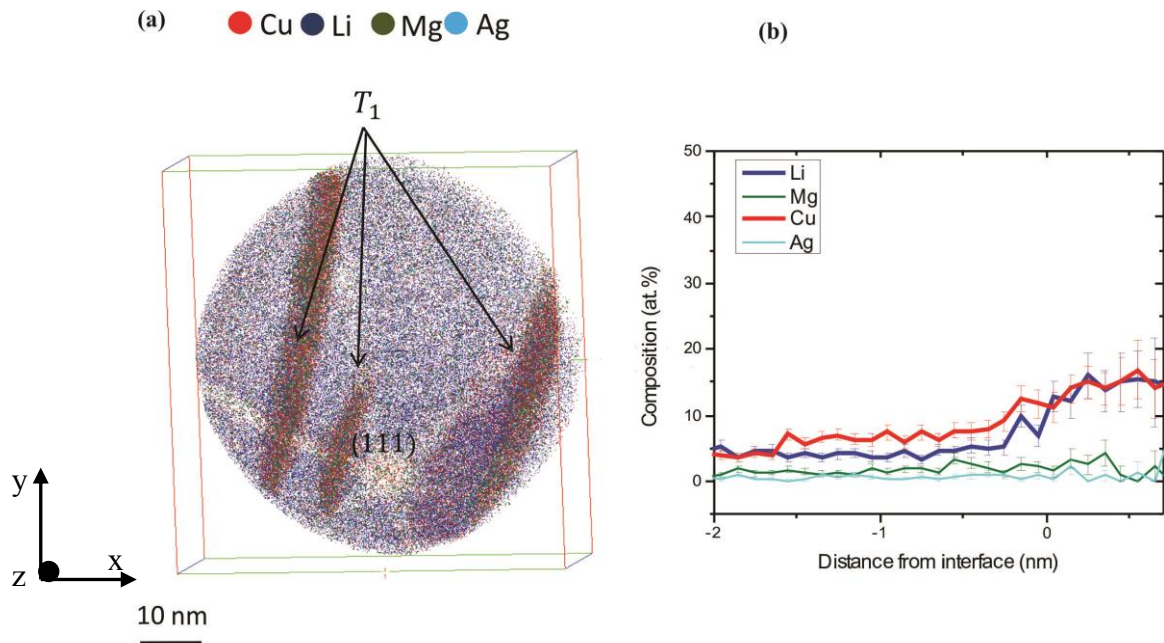 (a)
Cu Li Mg Ag
T₁
(111)
y
z
x
10 nm
(b)
50
40
30
20
10
0
Composition (at.%)
Li
Mg
Cu
Ag
-2
-1
0
Distance from interface (nm)